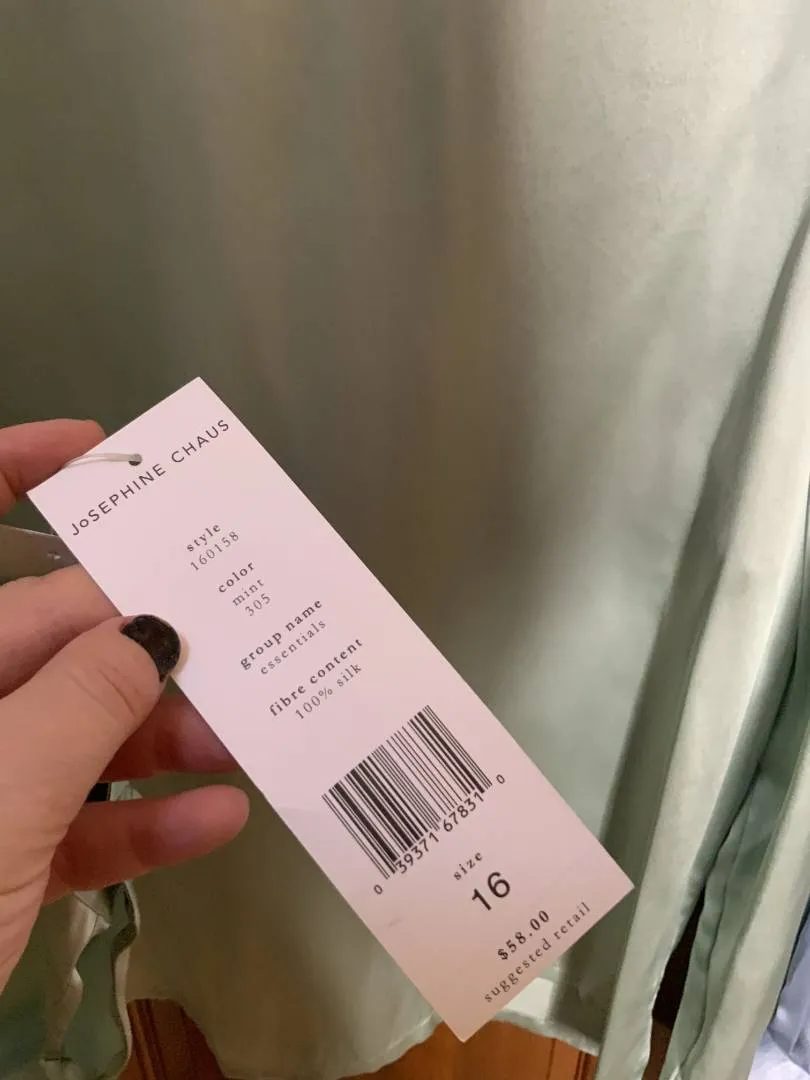 JoSEPHINE CHAUS
style
160158
color
mint
305
group name
essentials
fibre content
100% silk
0 39371 67831 0
size
16
$58.00
suggested retail